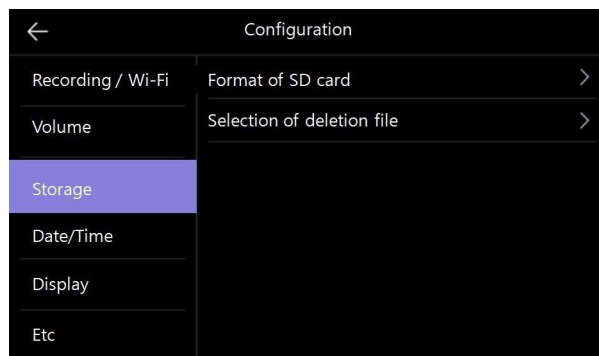 Configuration
Recording / Wi-Fi
Format of SD card
Volume
Selection of deletion file
Storage
Date/Time
Display
Etc